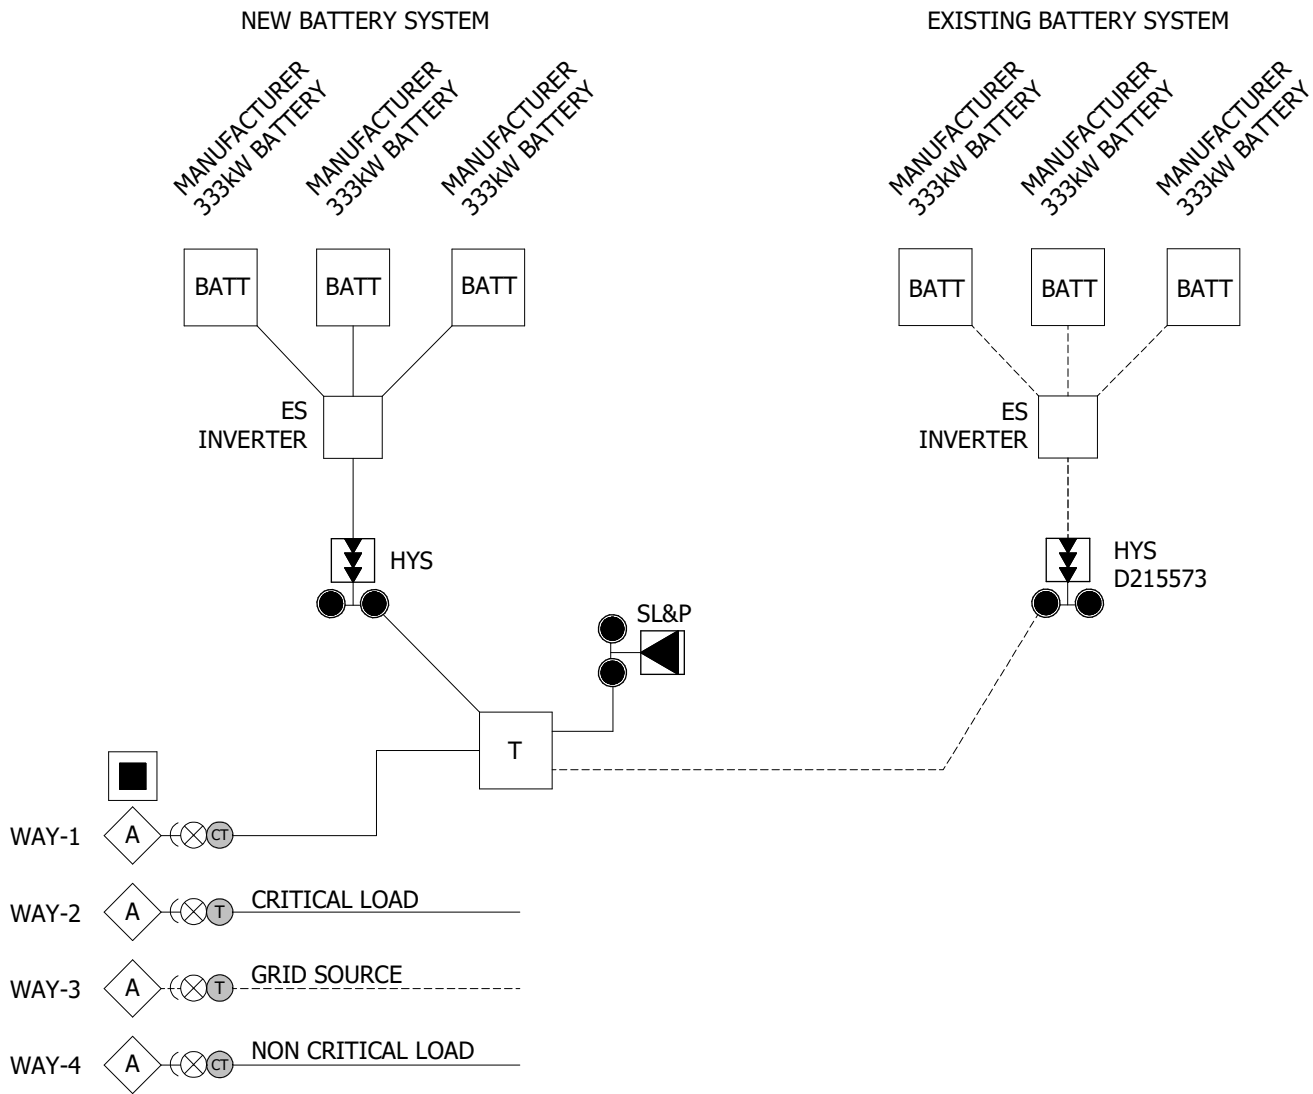 NEW BATTERY SYSTEM
EXISTING BATTERY SYSTEM
MANUFACTURER
333kW BATTERY
MANUFACTURER
333kW BATTERY
MANUFACTURER
333kW BATTERY
MANUFACTURER
333kW BATTERY
MANUFACTURER
333kW BATTERY
MANUFACTURER
333kW BATTERY
BATT
BATT
BATT
BATT
BATT
BATT
ES
INVERTER
ES
INVERTER
HYS
HYS
D215573
SL&P
T
WAY-1
A
CT
WAY-2
A
T
CRITICAL LOAD
WAY-3
A
T
GRID SOURCE
WAY-4
A
CT
NON CRITICAL LOAD